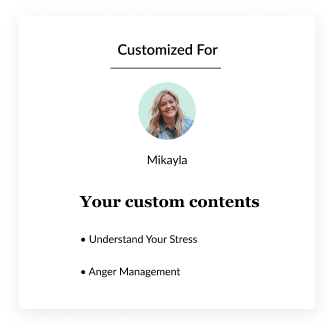 Customized For
Mikayla
Your custom contents
• Understand Your Stress
• Anger Management